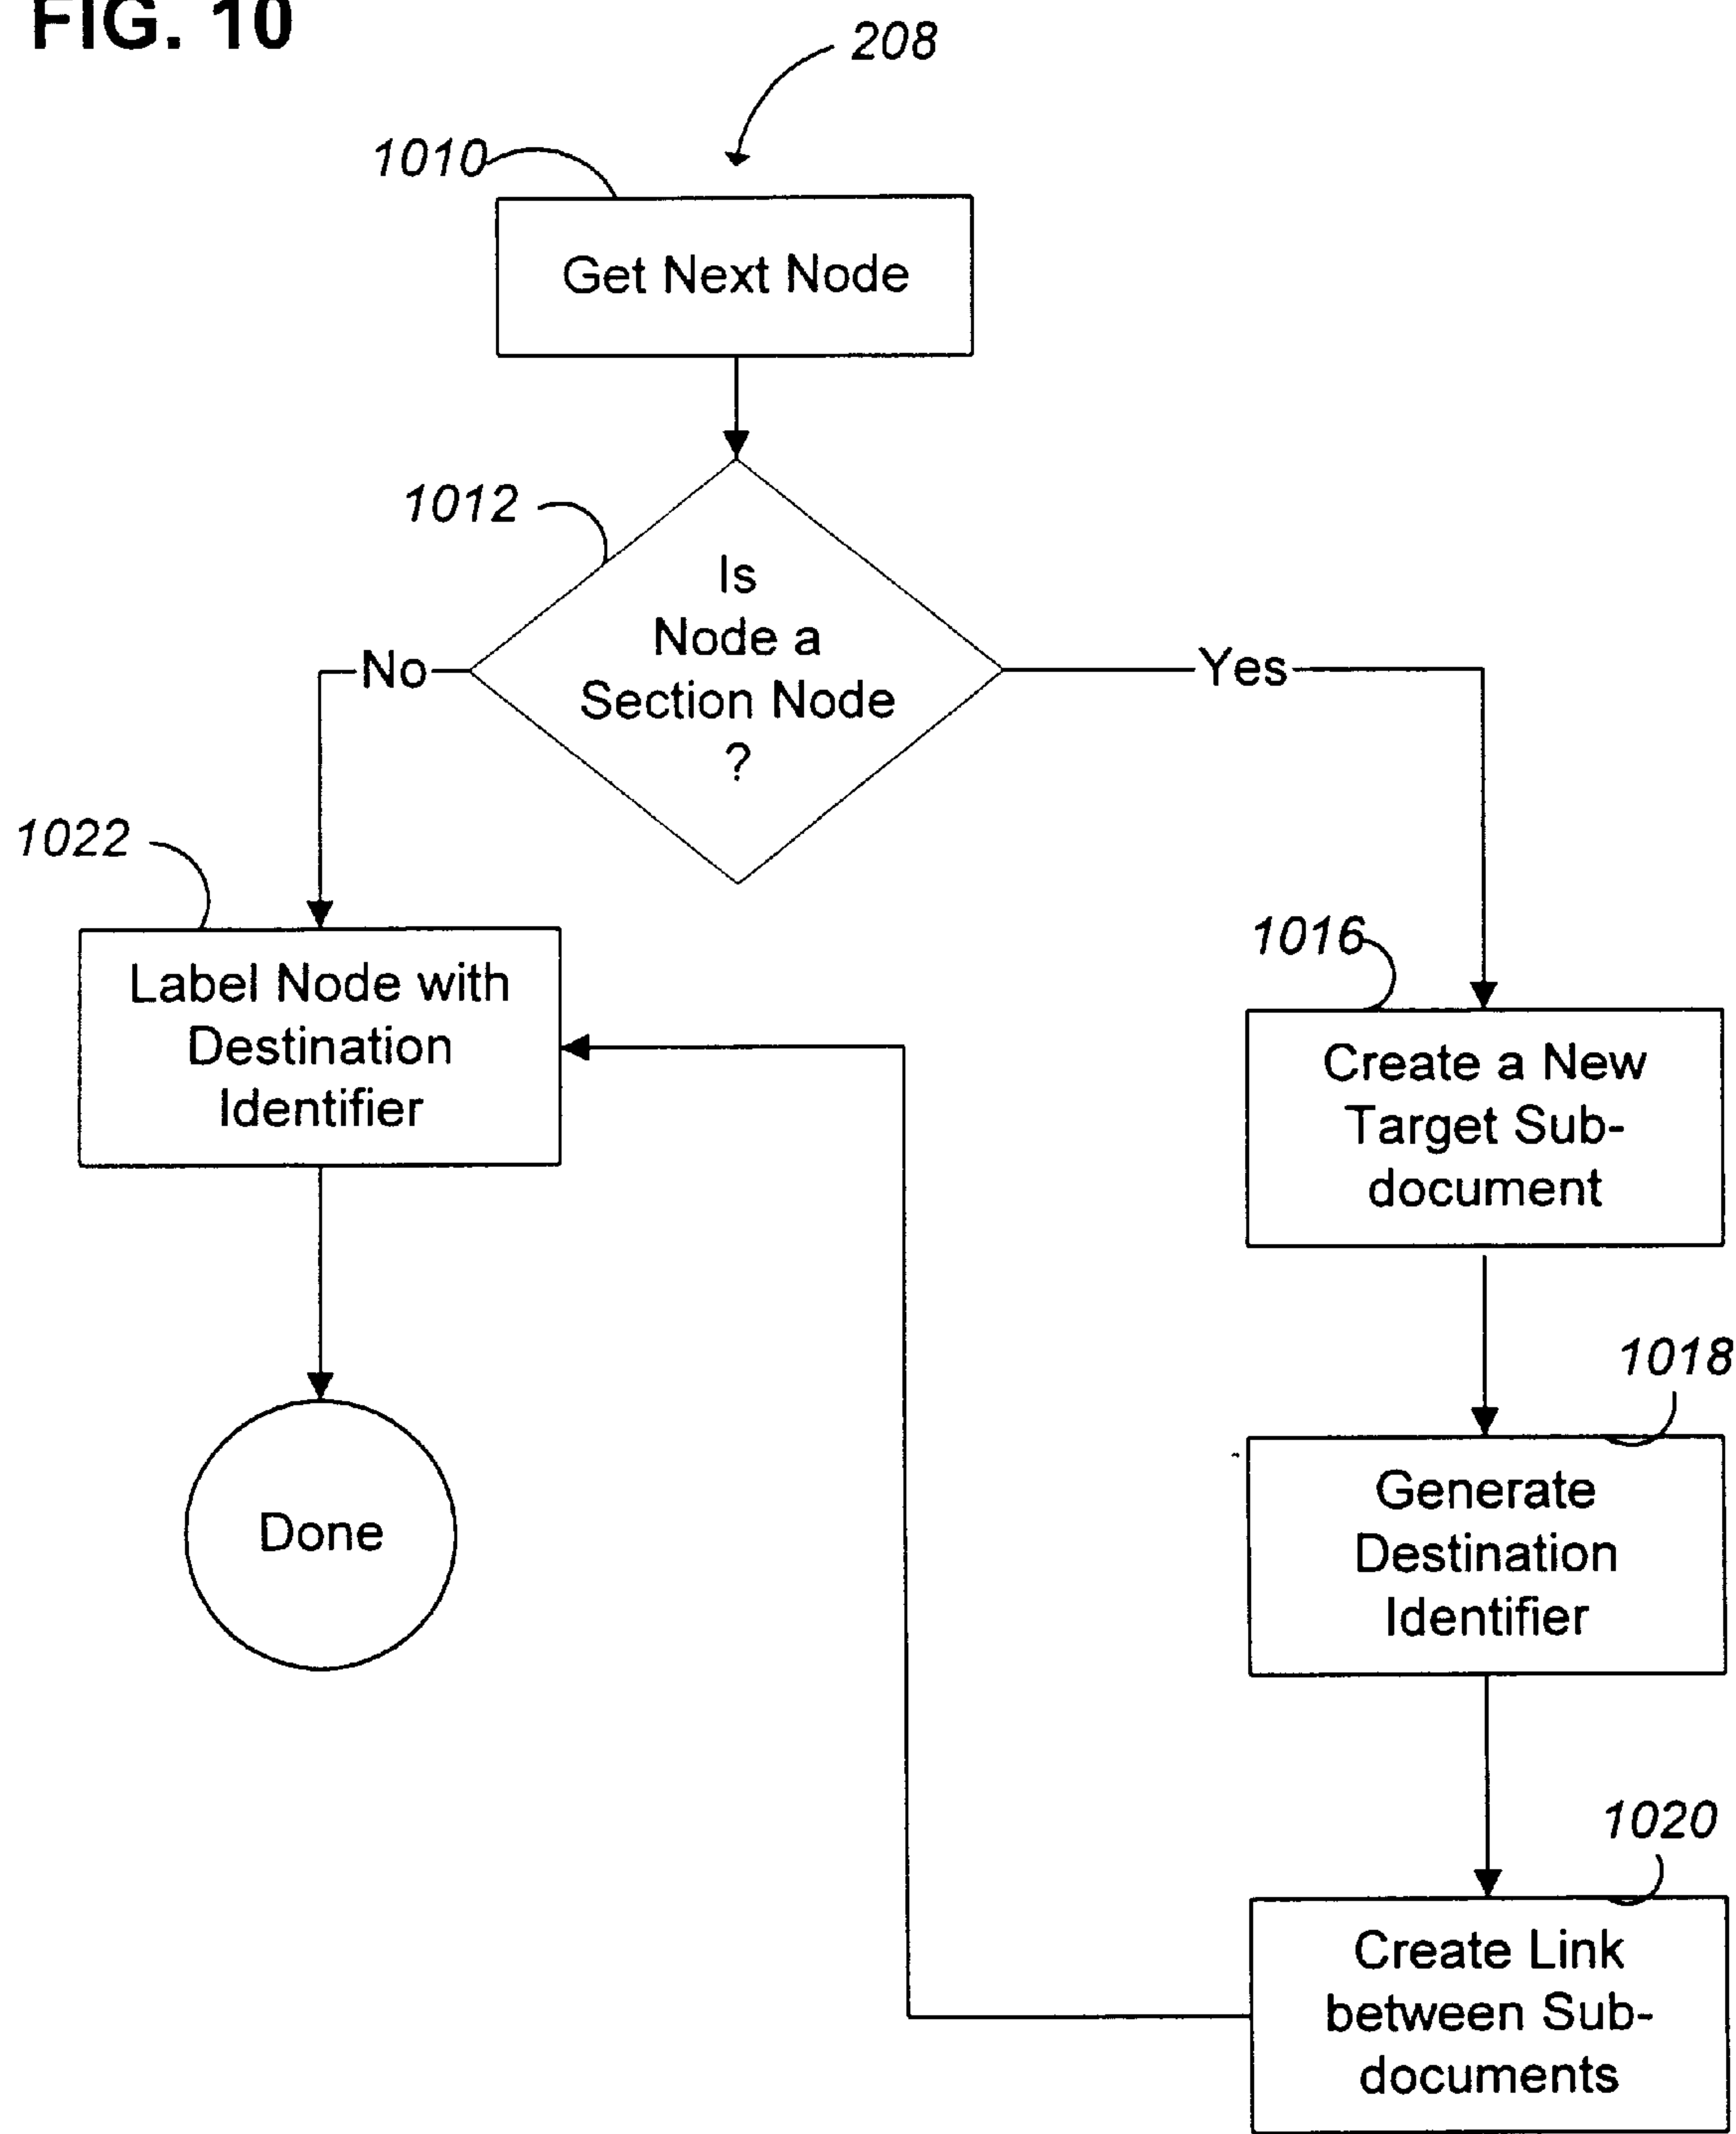 FIG. 10
208
1010
Get Next Node
1012
Is
Node a
Section Node
?
No
Yes
1022
Label Node with
Destination
Identifier
1016
Create a New
Target Sub-
document
1018
Generate
Destination
Identifier
Done
1020
Create Link
between Sub-
documents